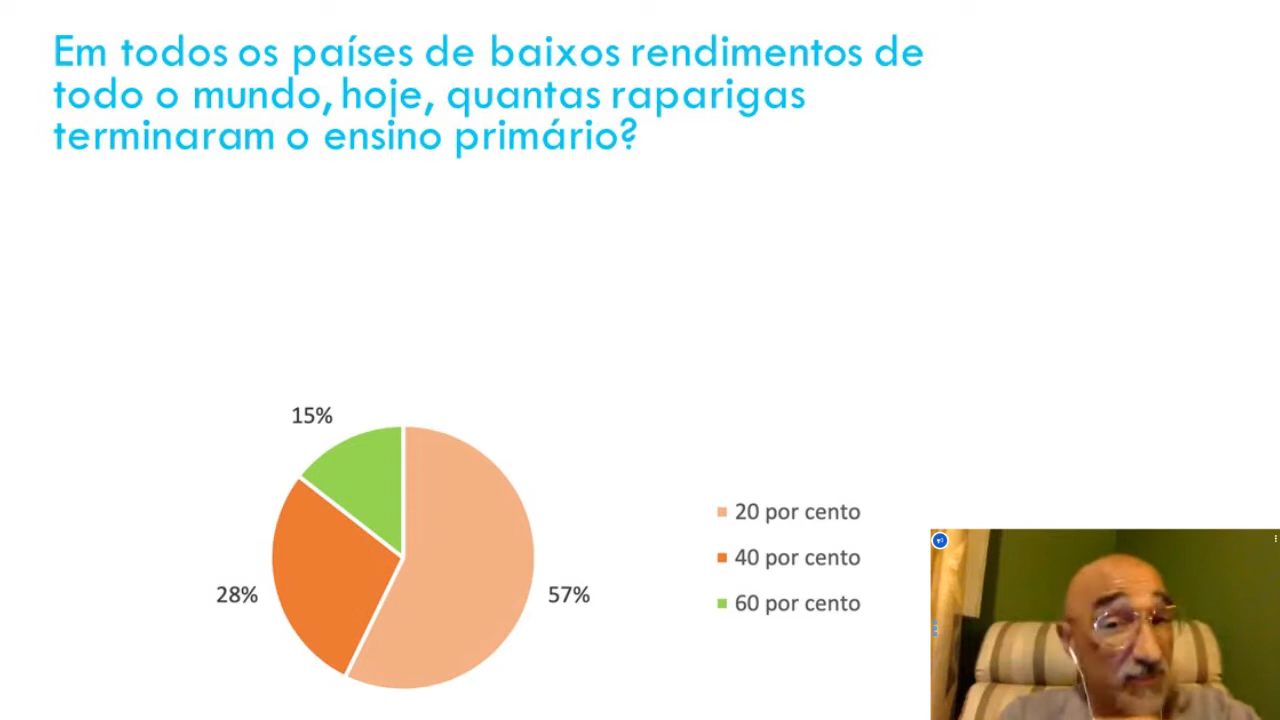 Em todos os países de baixos rendimentos de
todo o mundo, hoje, quantas raparigas
terminaram o ensino primário?
15%
28%
57%
20 por cento
40 por cento
60 por cento